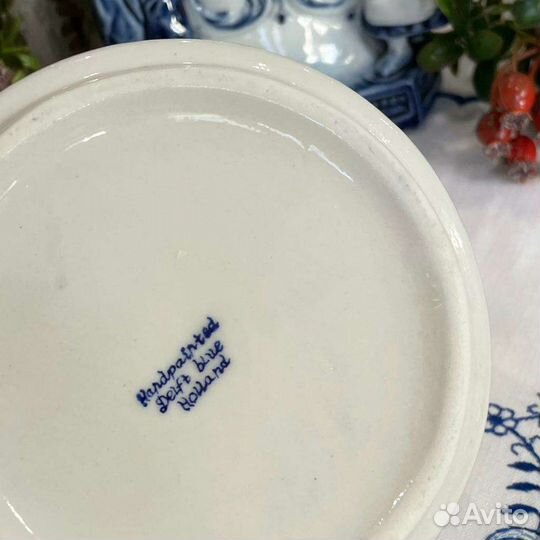 Handpainted
Delft blue
Holland
Avito